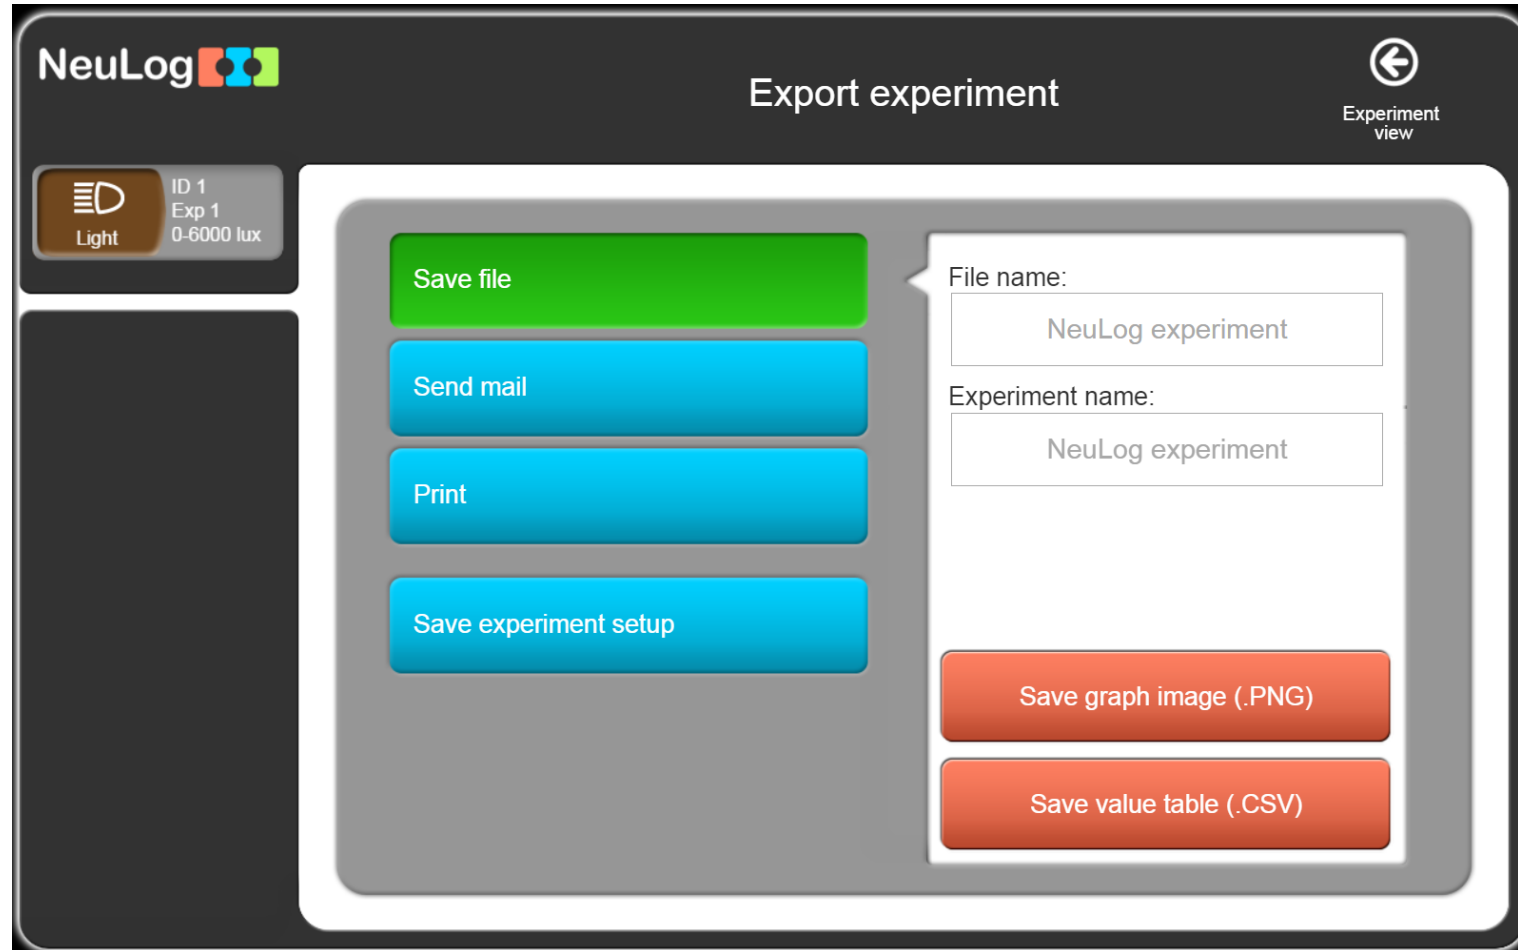 NeuLog
Export experiment
Experiment
view
Light
ID 1
Exp 1
0-6000 lux
Save file
Send mail
Print
Save experiment setup
File name:
NeuLog experiment
Experiment name:
NeuLog experiment
Save graph image (.PNG)
Save value table (.CSV)